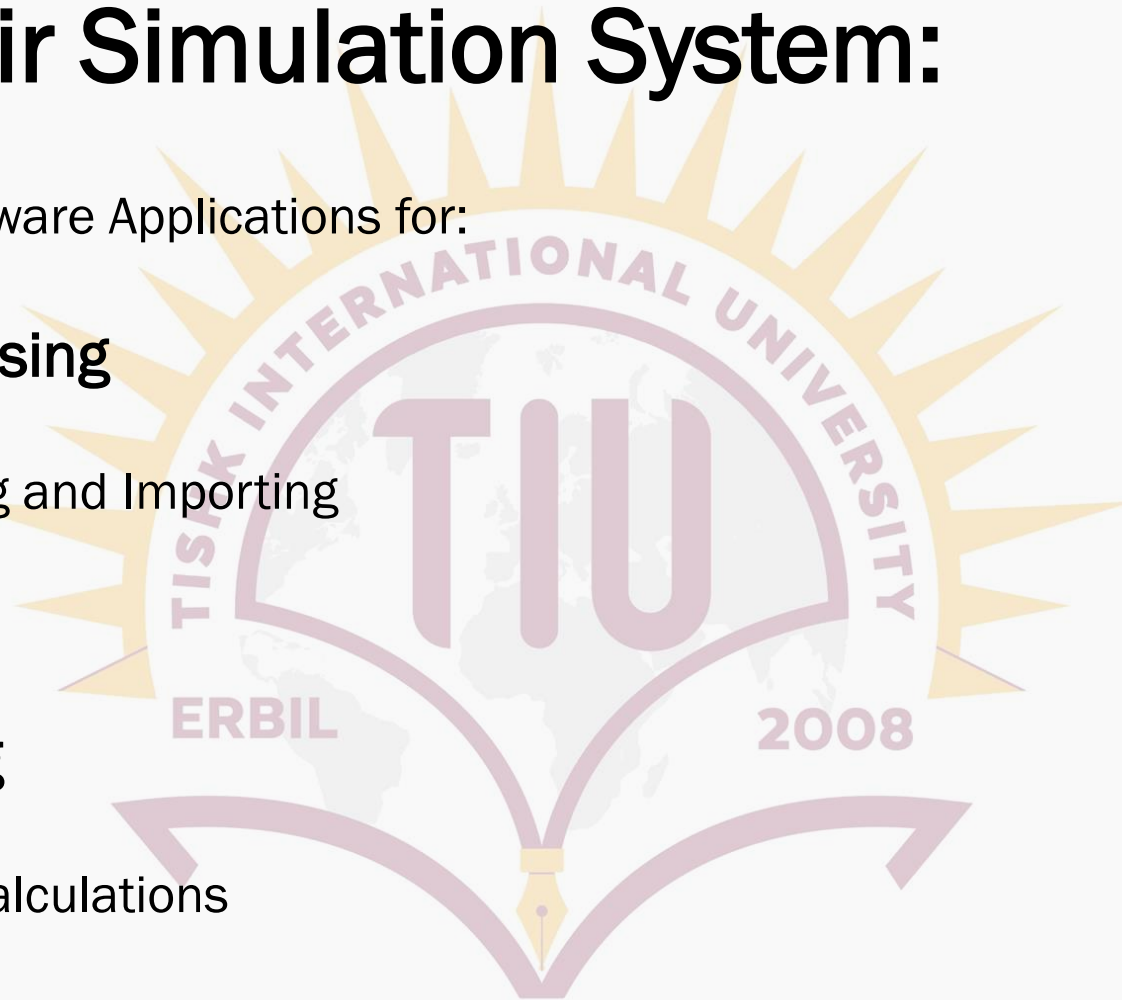 ir Simulation System:
ware Applications for:
TISHK INTERNATIONAL UNIVERSITY
sing
g and Importing
TIU
ERBIL
2008
g
alculations